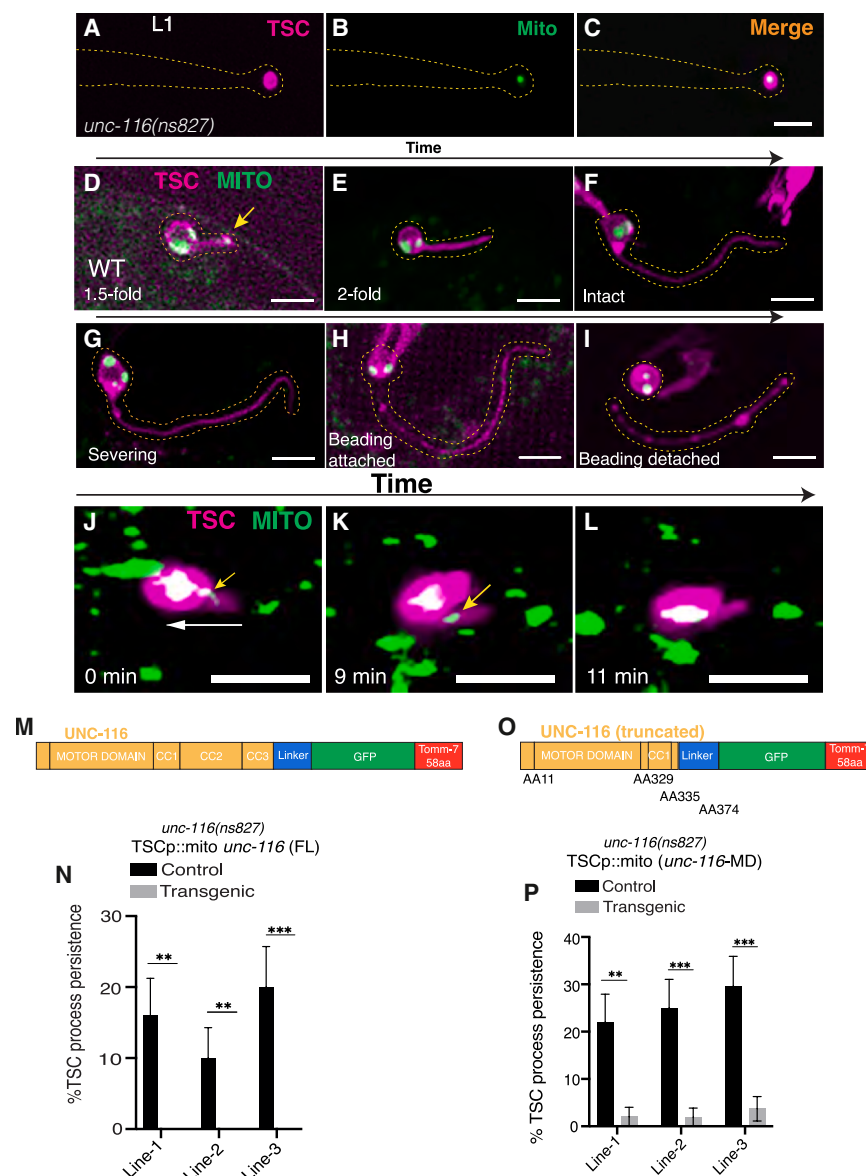 A L1 TSC
B Mito
C Merge
unc-116(ns827)
Time
D TSC MITO
E
F
WT
1.5-fold
2-fold
Intact
G
H
I
Severing
Beading
attached
Beading detached
Time
J TSC MITO
K
L
0 min
9 min
11 min
M UNC-116
MOTOR DOMAIN CC1 CC2 CC3 Linker GFP Tomm-7
58aa
O UNC-116 (truncated)
MOTOR DOMAIN CC1 Linker GFP Tomm-7
58aa
AA11 AA329
AA335
AA374
N
unc-116(ns827)
TSCp::mito unc-116 (FL)
Control
Transgenic
%TSC process persistence
30
20
10
0
** ** ***
Line-1 Line-2 Line-3
P
unc-116(ns827)
TSCp::mito (unc-116-MD)
Control
Transgenic
% TSC process persistence
40
30
20
10
0
** *** ***
Line-1 Line-2 Line-3